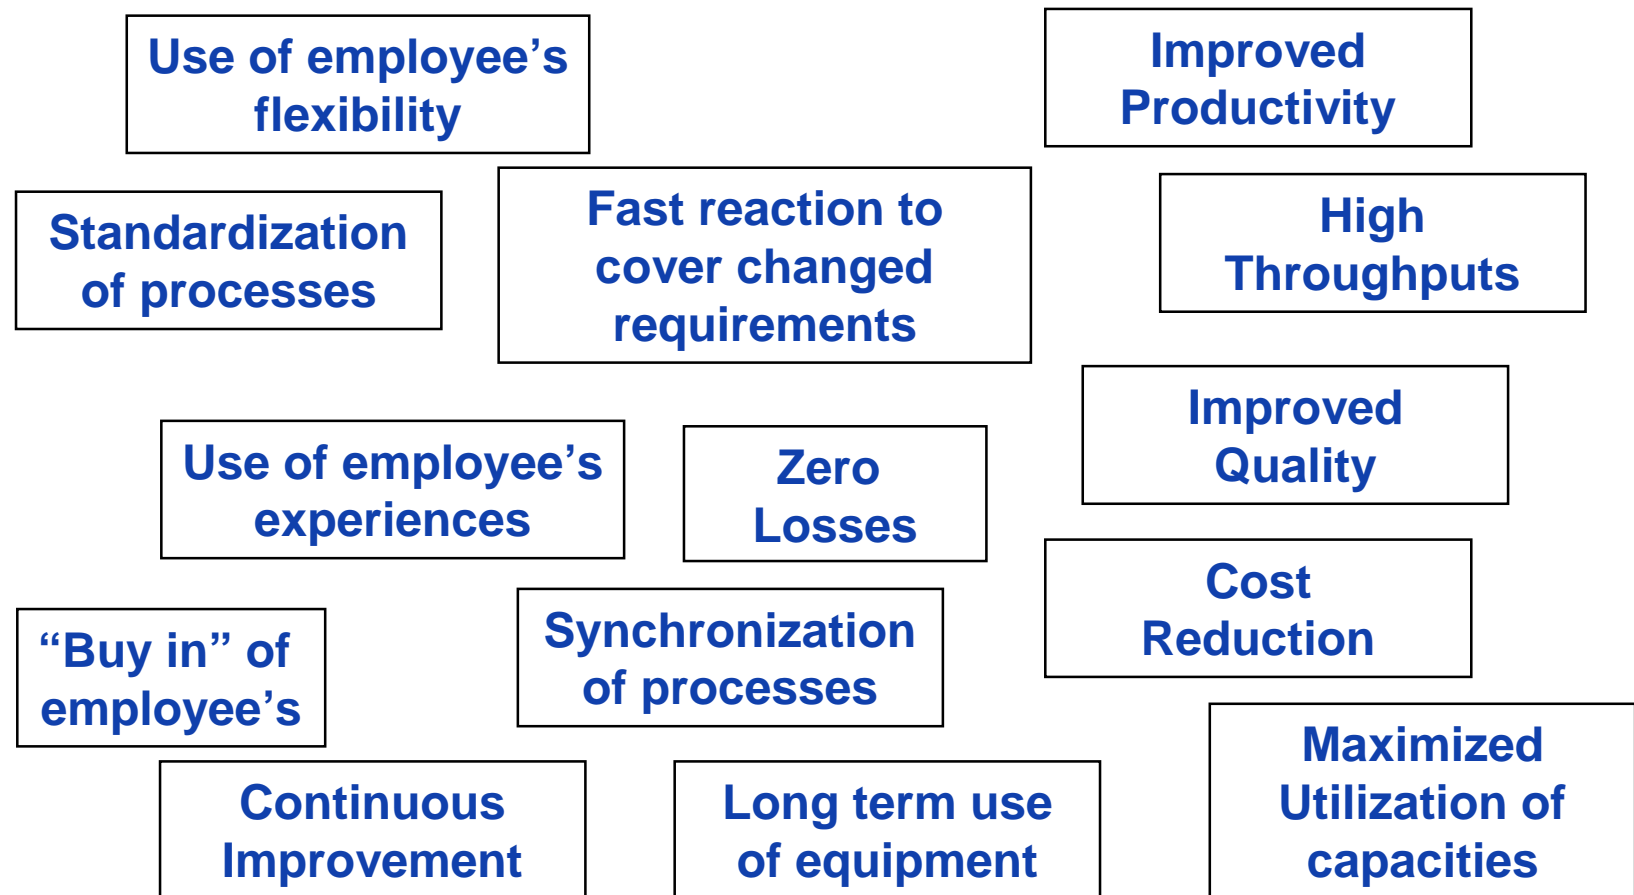 Use of employee’s
flexibility
Improved
Productivity
Standardization
of processes
Fast reaction to
cover changed
requirements
High
Throughputs
Improved
Quality
Use of employee’s
experiences
Zero
Losses
Cost
Reduction
“Buy in” of
employee’s
Synchronization
of processes
Maximized
Utilization of
capacities
Continuous
Improvement
Long term use
of equipment